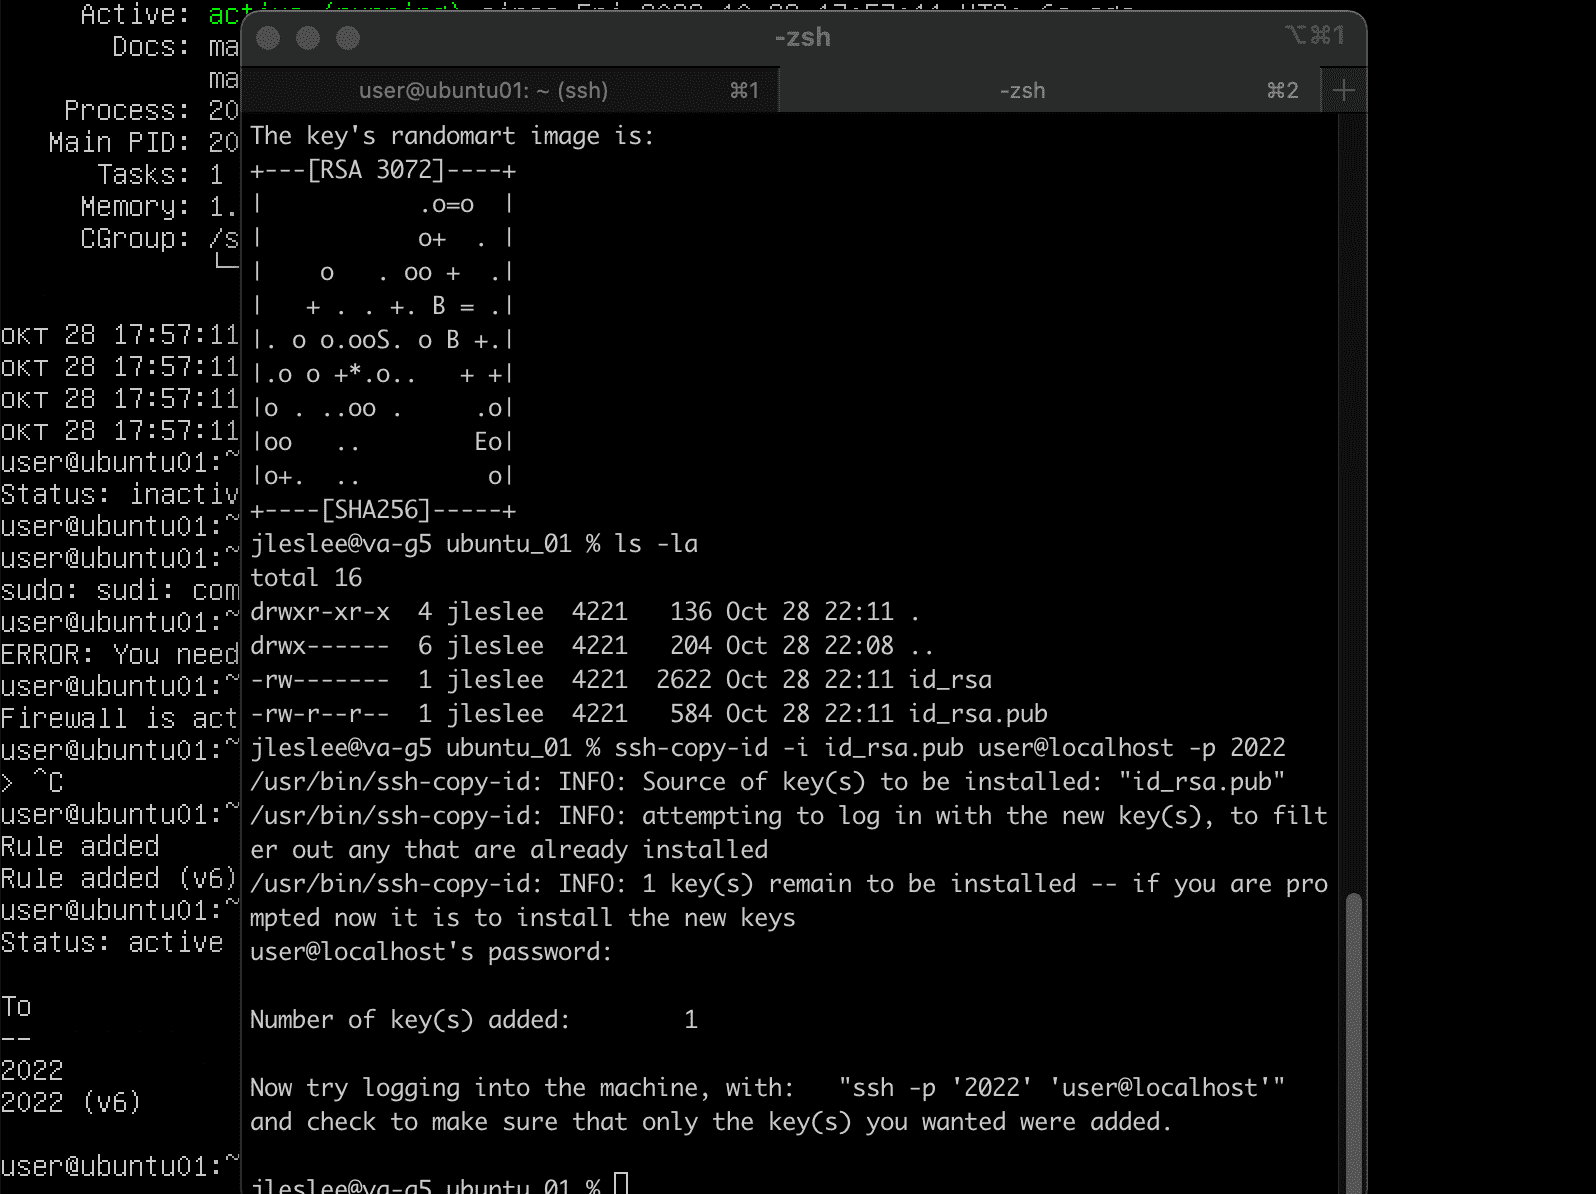 Active:
Docs: ma
ma
Process: 20
Main PID: 20
Tasks: 1
Memory: 1.
CGroup: /s
окт 28 17:57:11
окт 28 17:57:11
окт 28 17:57:11
окт 28 17:57:11
user@ubuntu01:~
Status: inactiv
user@ubuntu01:~
user@ubuntu01:~
sudo: sudi: com
user@ubuntu01:~
ERROR: You need
user@ubuntu01:~
Firewall is act
user@ubuntu01:~
> ^C
user@ubuntu01:~
Rule added
Rule added (v6)
user@ubuntu01:~
Status: active
To
--
2022
2022 (v6)
user@ubuntu01:~
-zsh ⌥⌘1
user@ubuntu01: ~ (ssh) ⌘1 -zsh ⌘2 +
The key's randomart image is:
+---[RSA 3072]----+
|           .o=o  |
|           o+  . |
|    o   . oo +  .|
|   + . . +. B = .|
|. o o.ooS. o B +.|
|.o o +*.o..   + +|
|o . ..oo .     .o|
|oo   ..        Eo|
|o+.  ..         o|
+----[SHA256]-----+
jleslee@va-g5 ubuntu_01 % ls -la
total 16
drwxr-xr-x  4 jleslee  4221   136 Oct 28 22:11 .
drwx------  6 jleslee  4221   204 Oct 28 22:08 ..
-rw-------  1 jleslee  4221  2622 Oct 28 22:11 id_rsa
-rw-r--r--  1 jleslee  4221   584 Oct 28 22:11 id_rsa.pub
jleslee@va-g5 ubuntu_01 % ssh-copy-id -i id_rsa.pub user@localhost -p 2022
/usr/bin/ssh-copy-id: INFO: Source of key(s) to be installed: "id_rsa.pub"
/usr/bin/ssh-copy-id: INFO: attempting to log in with the new key(s), to filt
er out any that are already installed
/usr/bin/ssh-copy-id: INFO: 1 key(s) remain to be installed -- if you are pro
mpted now it is to install the new keys
user@localhost's password:
Number of key(s) added:        1
Now try logging into the machine, with:   "ssh -p '2022' 'user@localhost'"
and check to make sure that only the key(s) you wanted were added.
jleslee@va-g5 ubuntu_01 %